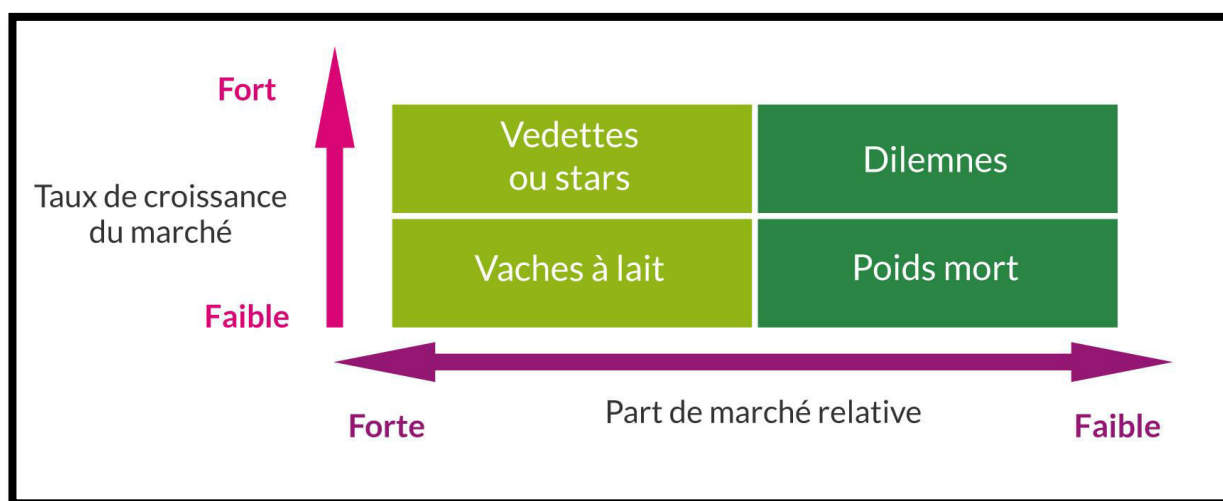 Fort
Taux de croissance
du marché
Faible
Vedettes
ou stars
Dilemnes
Vaches à lait
Poids mort
Forte
Part de marché relative
Faible